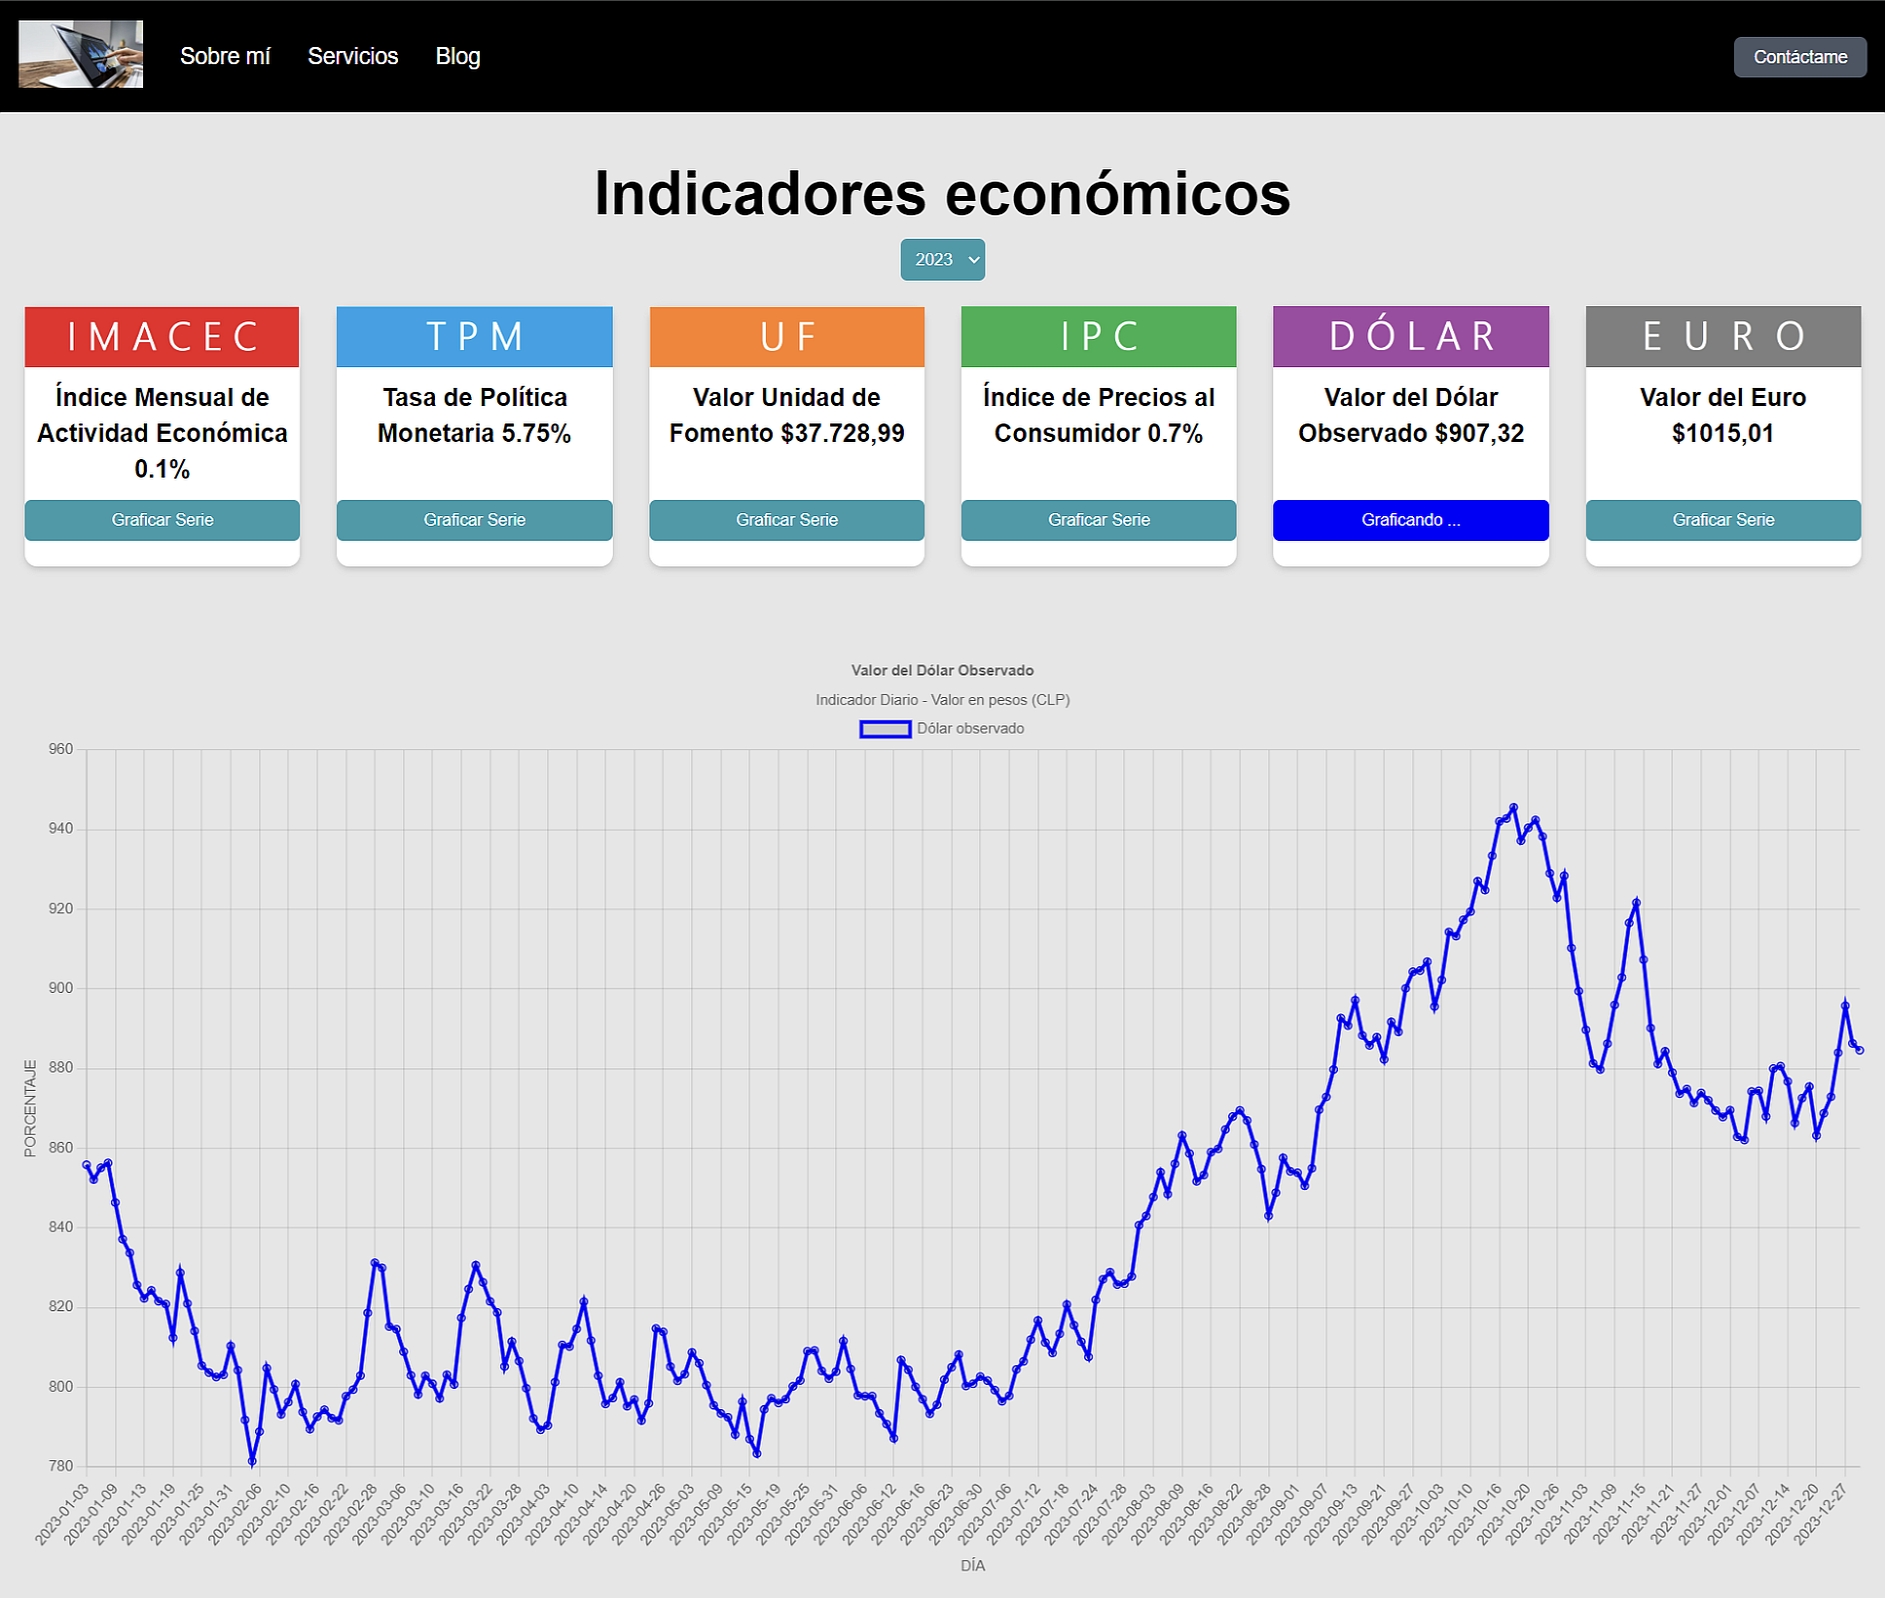 Sobre mí Servicios Blog Contáctame
Indicadores económicos
2023
IMACEC
Índice Mensual de
Actividad Económica
0.1%
Graficar Serie
TPM
Tasa de Política
Monetaria 5.75%
Graficar Serie
UF
Valor Unidad de
Fomento $37.728,99
Graficar Serie
IPC
Índice de Precios al
Consumidor 0.7%
Graficar Serie
DÓLAR
Valor del Dólar
Observado $907,32
Graficando ...
EURO
Valor del Euro
$1015,01
Graficar Serie
Valor del Dólar Observado
Indicador Diario - Valor en pesos (CLP)
Dólar observado
960
940
920
900
880
860
840
820
800
780
PORCENTAJE
2023-01-03
2023-01-09
2023-01-13
2023-01-19
2023-01-25
2023-01-31
2023-02-06
2023-02-10
2023-02-16
2023-02-22
2023-02-28
2023-03-06
2023-03-10
2023-03-16
2023-03-22
2023-03-28
2023-04-03
2023-04-10
2023-04-14
2023-04-20
2023-04-26
2023-05-03
2023-05-09
2023-05-15
2023-05-19
2023-05-25
2023-05-31
2023-06-06
2023-06-12
2023-06-16
2023-06-23
2023-06-30
2023-07-06
2023-07-12
2023-07-18
2023-07-24
2023-07-28
2023-08-03
2023-08-09
2023-08-16
2023-08-22
2023-08-28
2023-09-01
2023-09-07
2023-09-13
2023-09-21
2023-09-27
2023-10-03
2023-10-10
2023-10-16
2023-10-20
2023-10-26
2023-11-03
2023-11-09
2023-11-15
2023-11-21
2023-11-27
2023-12-01
2023-12-07
2023-12-14
2023-12-20
2023-12-27
DÍA